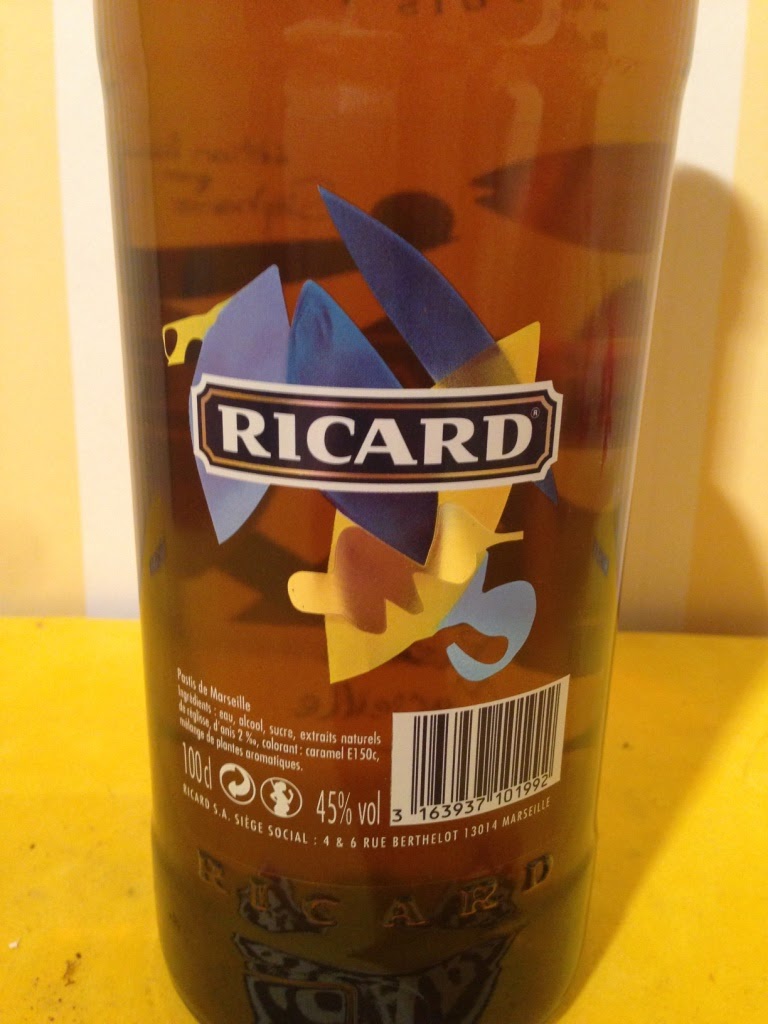 RICARD®
Pastis de Marseille
Ingrédients : eau, alcool, sucre, extraits naturels
de réglisse, d'anis 2 ‰, colorant : caramel E150c,
mélange de plantes aromatiques.
100cl
45% vol
3 163937 101992
RICARD S.A. SIÈGE SOCIAL : 4 & 6 RUE BERTHELOT 13014 MARSEILLE
RICARD